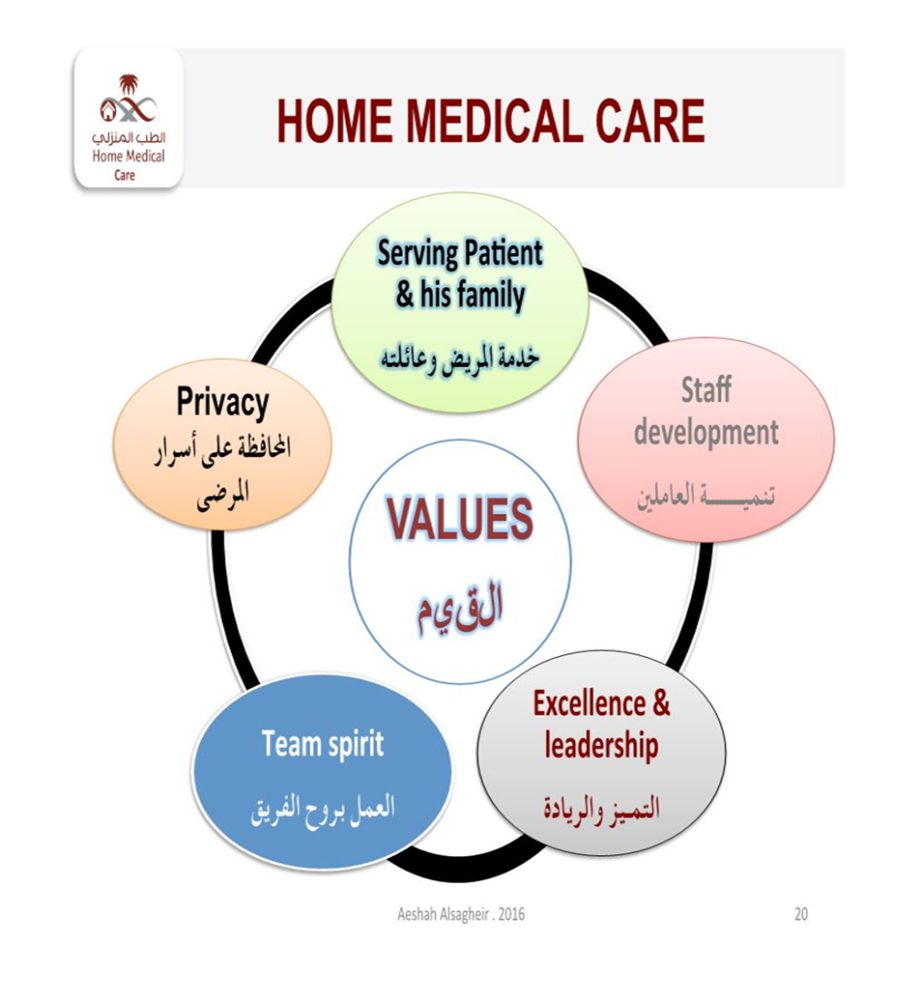 الطب المنزلي
Home Medical
Care
HOME MEDICAL CARE
Serving Patient
& his family
خدمة المريض وعائلته
Staff
development
تنميـــــــة العاملين
Excellence &
leadership
التميز والريادة
Team spirit
العمل بروح الفريق
Privacy
المحافظة على أسرار
المرضى
VALUES
القيم
Aeshah Alsagheir . 2016
20